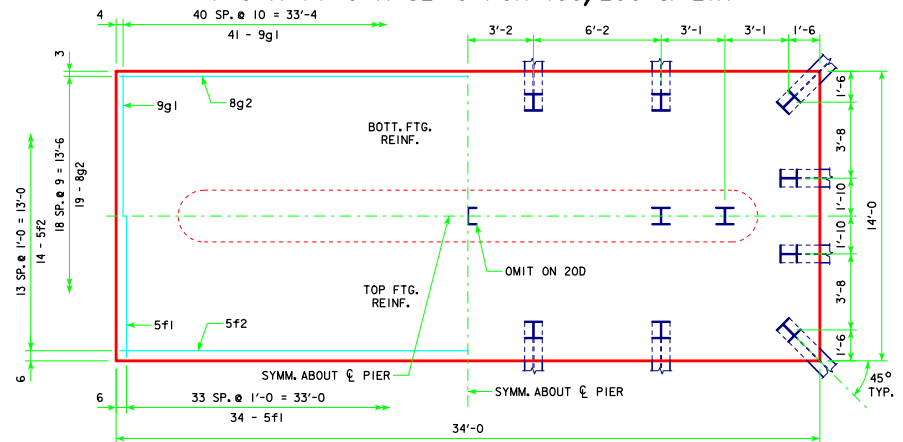 40 SP. @ 10 = 33'-4
41 - 9g1
4
3'-2
6'-2
3'-1
3'-1
1'-6
3
9g1
8g2
BOTT. FTG.
REINF.
1'-6
3'-8
1'-10
1'-10
3'-8
1'-6
14'-0
18 SP. @ 9 = 13'-6
19 - 8g2
13 SP. @ 1'-0 = 13'-0
14 - 5f2
OMIT ON 20D
TOP FTG.
REINF.
5f1
5f2
SYMM. ABOUT ℄ PIER
SYMM. ABOUT ℄ PIER
45°
TYP.
6
6
33 SP. @ 1'-0 = 33'-0
34 - 5f1
34'-0